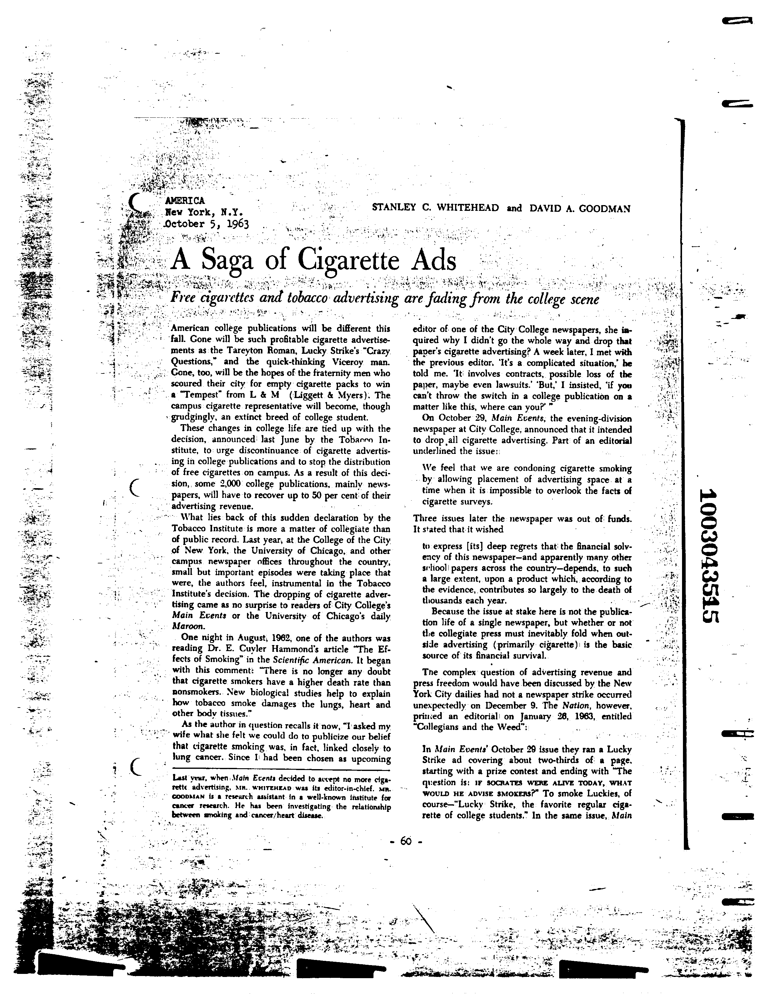 AMERICA
New York, N.Y.
October 5, 1963
STANLEY C. WHITEHEAD and DAVID A. GOODMAN
A Saga of Cigarette Ads
Free cigarettes and tobacco advertising are fading from the college scene
American college publications will be different this
fall. Gone will be such profitable cigarette advertise-
ments as the Tareyton Roman, Lucky Strike's "Crazy
Questions," and the quick-thinking Viceroy man.
Gone, too, will be the hopes of the fraternity men who
scoured their city for empty cigarette packs to win
a "Tempest" from L & M (Liggett & Myers). The
campus cigarette representative will become, though
grudgingly, an extinct breed of college student.
These changes in college life are tied up with the
decision, announced last June by the Tobacco In-
stitute, to urge discontinuance of cigarette advertis-
ing in college publications and to stop the distribution
of free cigarettes on campus. As a result of this deci-
sion, some 2,000 college publications, mainly news-
papers, will have to recover up to 50 per cent of their
advertising revenue.
What lies back of this sudden declaration by the
Tobacco Institute is more a matter of collegiate than
of public record. Last year, at the College of the City
of New York, the University of Chicago, and other
campus newspaper offices throughout the country,
small but important episodes were taking place that
were, the authors feel, instrumental in the Tobacco
Institute's decision. The dropping of cigarette adver-
tising came as no surprise to readers of City College's
Main Events or the University of Chicago's daily
Maroon.
One night in August, 1962, one of the authors was
reading Dr. E. Cuyler Hammond's article "The Ef-
fects of Smoking" in the Scientific American. It began
with this comment: "There is no longer any doubt
that cigarette smokers have a higher death rate than
nonsmokers. New biological studies help to explain
how tobacco smoke damages the lungs, heart and
other body tissues."
As the author in question recalls it now, "I asked my
wife what she felt we could do to publicize our belief
that cigarette smoking was, in fact, linked closely to
lung cancer. Since I had been chosen as upcoming
Last year, when Main Events decided to accept no more ciga-
rette advertising, MR. WHITEHEAD was its editor-in-chief. MR.
GOODMAN is a research assistant in a well-known institute for
cancer research. He has been investigating the relationship
between smoking and cancer/heart disease.
editor of one of the City College newspapers, she in-
quired why I didn't go the whole way and drop that
paper's cigarette advertising? A week later, I met with
the previous editor. 'It's a complicated situation,' he
told me. 'It involves contracts, possible loss of the
paper, maybe even lawsuits.' 'But,' I insisted, 'if you
can't throw the switch in a college publication on a
matter like this, where can you?' "
On October 29, Main Events, the evening-division
newspaper at City College, announced that it intended
to drop all cigarette advertising. Part of an editorial
underlined the issue:
We feel that we are condoning cigarette smoking
by allowing placement of advertising space at a
time when it is impossible to overlook the facts of
cigarette surveys.
Three issues later the newspaper was out of funds.
It stated that it wished
to express [its] deep regrets that the financial solv-
ency of this newspaper—and apparently many other
school papers across the country—depends, to such
a large extent, upon a product which, according to
the evidence, contributes so largely to the death of
thousands each year.
Because the issue at stake here is not the publica-
tion life of a single newspaper, but whether or not
the collegiate press must inevitably fold when out-
side advertising (primarily cigarette) is the basic
source of its financial survival.
The complex question of advertising revenue and
press freedom would have been discussed by the New
York City dailies had not a newspaper strike occurred
unexpectedly on December 9. The Nation, however,
printed an editorial on January 26, 1963, entitled
"Collegians and the Weed":
In Main Events' October 29 issue they ran a Lucky
Strike ad covering about two-thirds of a page,
starting with a prize contest and ending with "The
question is: IF SOCRATES WERE ALIVE TODAY, WHAT
WOULD HE ADVISE SMOKERS?" To smoke Luckies, of
course—"Lucky Strike, the favorite regular ciga-
rette of college students." In the same issue, Main
- 60 -
1003043515